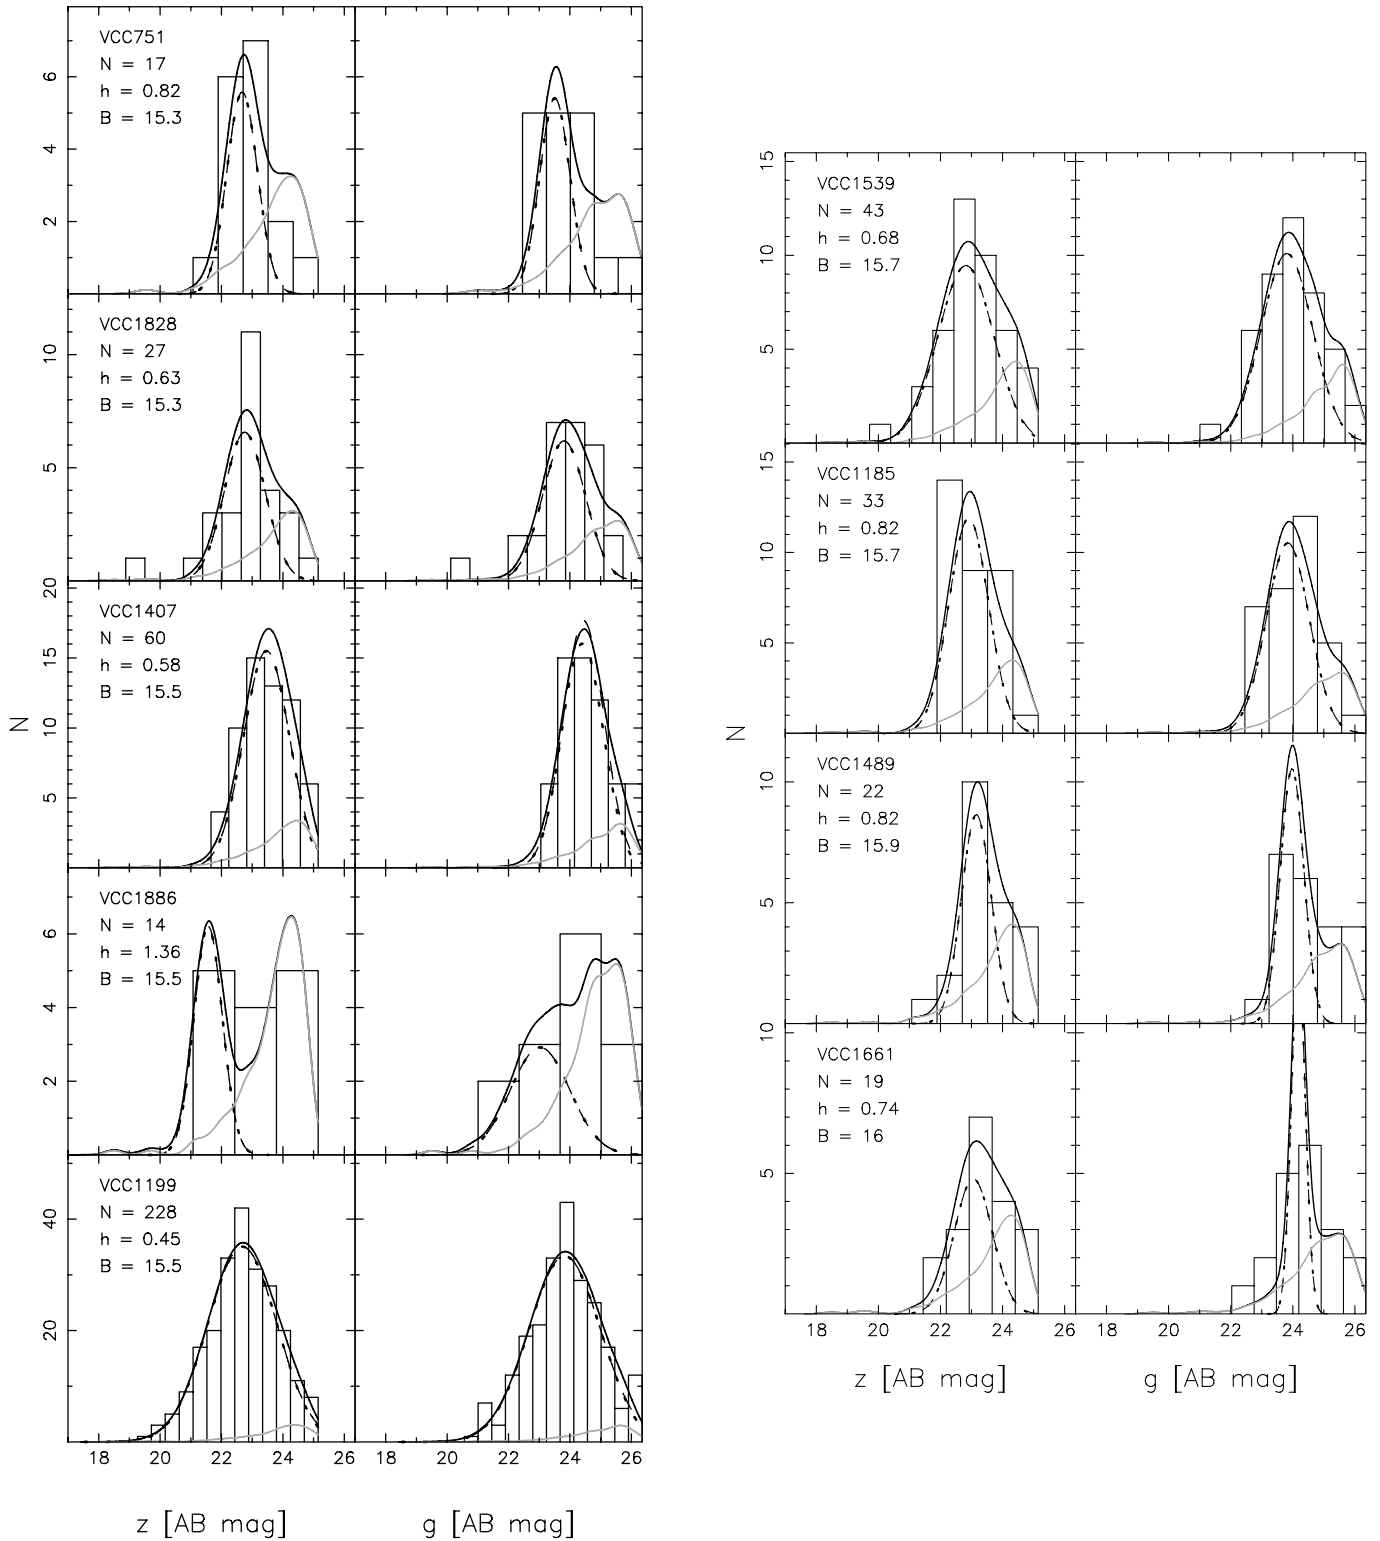 VCC751
N = 17
h = 0.82
B = 15.3
6
4
2
VCC1828
N = 27
h = 0.63
B = 15.3
10
5
VCC1407
N = 60
h = 0.58
B = 15.5
20
15
10
5
N
VCC1886
N = 14
h = 1.36
B = 15.5
6
4
2
VCC1199
N = 228
h = 0.45
B = 15.5
40
20
18 20 22 24 26 18 20 22 24 26
z [AB mag] g [AB mag]
VCC1539
N = 43
h = 0.68
B = 15.7
15
10
5
VCC1185
N = 33
h = 0.82
B = 15.7
15
10
5
N
VCC1489
N = 22
h = 0.82
B = 15.9
10
5
VCC1661
N = 19
h = 0.74
B = 16
10
5
18 20 22 24 26 18 20 22 24 26
z [AB mag] g [AB mag]